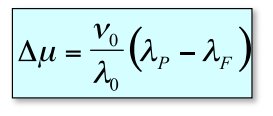 Δμ = ν₀/λ₀ (λ_P − λ_F)